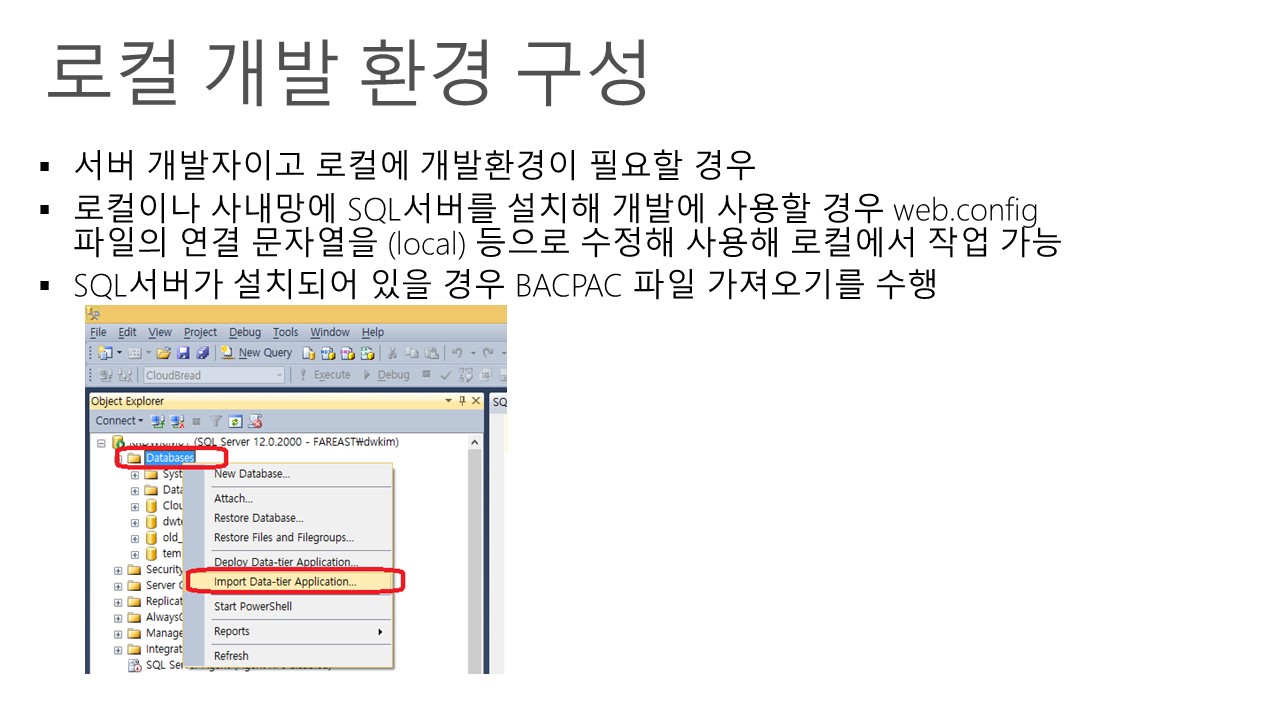 로컬 개발 환경 구성
▪ 서버 개발자이고 로컬에 개발환경이 필요할 경우
▪ 로컬이나 사내망에 SQL서버를 설치해 개발에 사용할 경우 web.config
파일의 연결 문자열을 (local) 등으로 수정해 사용해 로컬에서 작업 가능
▪ SQL서버가 설치되어 있을 경우 BACPAC 파일 가져오기를 수행
File Edit View Project Debug Tools Window Help
New Query
CloudBread Execute Debug
Object Explorer SQ
Connect
(SQL Server 12.0.2000 - FAREAST₩dwkim)
Databases
Syst
New Database...
Data
Attach...
Clou
dwte
Restore Database...
old_
Restore Files and Filegroups...
tem
Deploy Data-tier Application...
Security
Import Data-tier Application...
Server O
Replicat
Start PowerShell
AlwaysO
Manage
Reports
Integrat
Refresh
SQL Ser